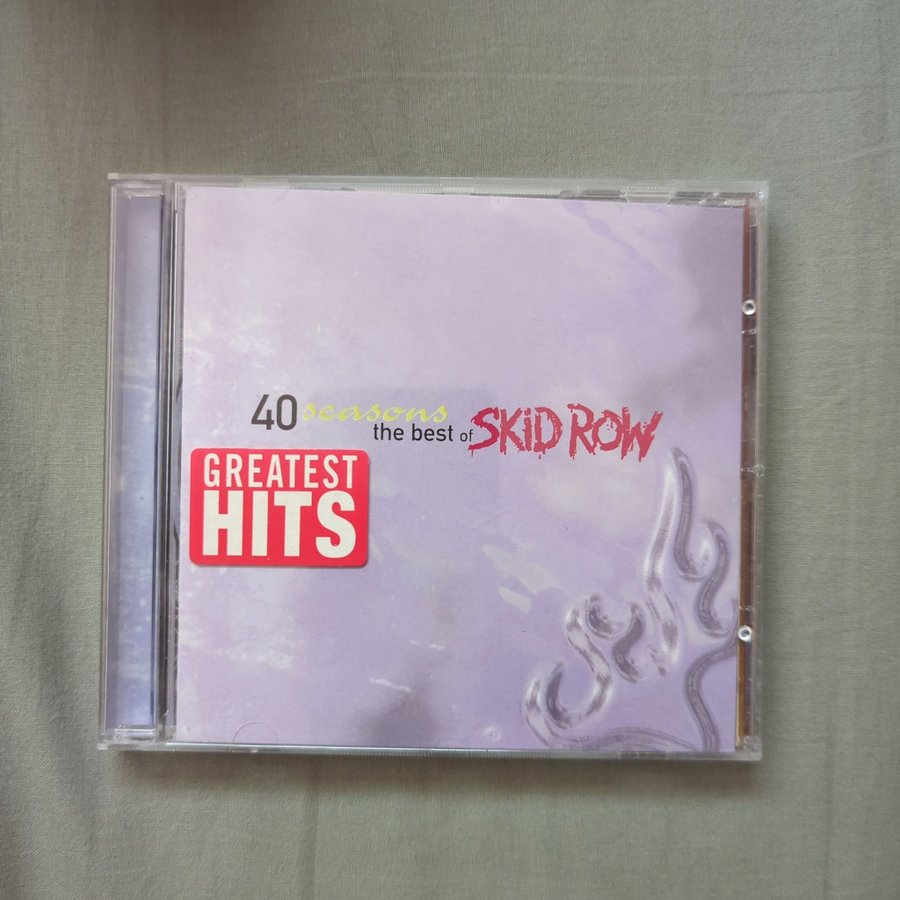 40 seasons
the best of SKID ROW
GREATEST
HITS